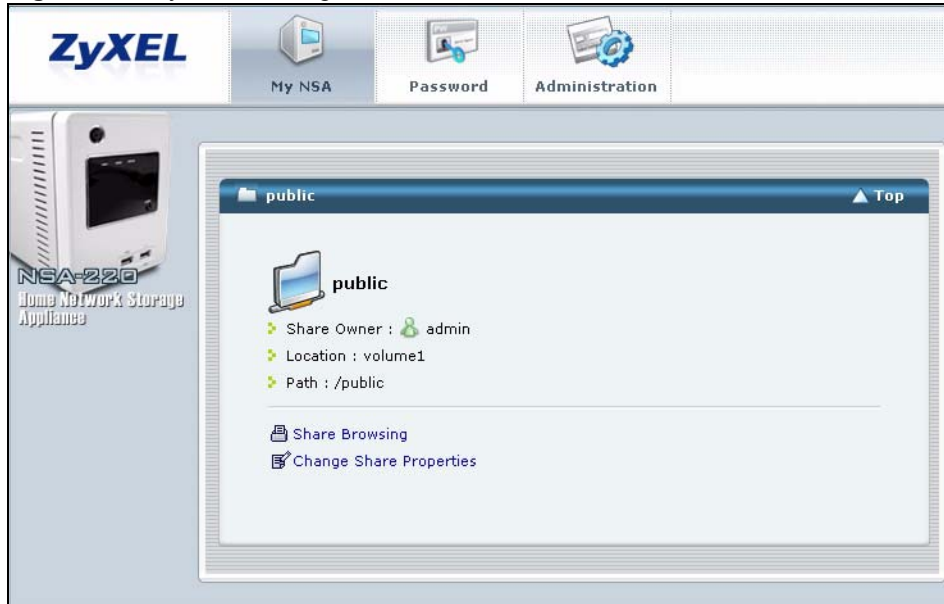 ZyXEL
My NSA
Password
Administration
NSA-220
Home Network Storage
Appliance
public
Top
public
Share Owner : admin
Location : volume1
Path : /public
Share Browsing
Change Share Properties